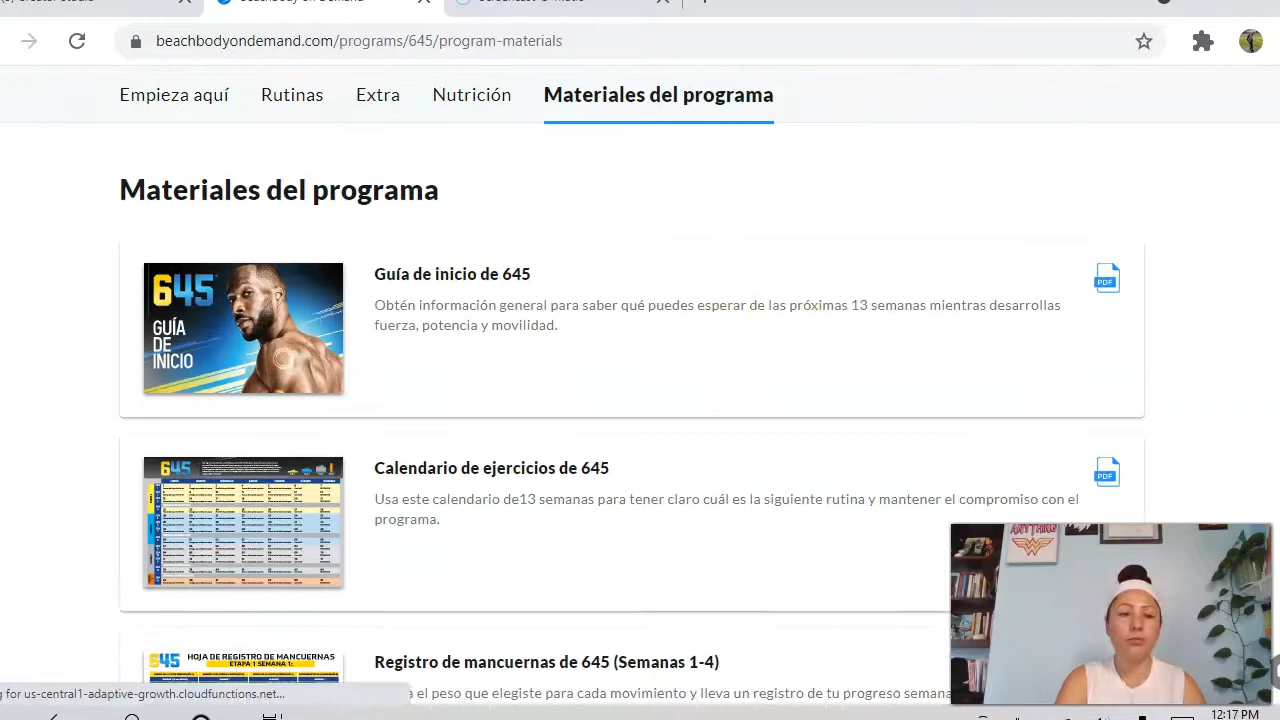 beachbodyondemand.com/programs/645/program-materials
Empieza aquí Rutinas Extra Nutrición Materiales del programa
Materiales del programa
645
GUÍA
DE
INICIO
Guía de inicio de 645
Obtén información general para saber qué puedes esperar de las próximas 13 semanas mientras desarrollas
fuerza, potencia y movilidad.
PDF
645
Calendario de ejercicios de 645
Usa este calendario de13 semanas para tener claro cual es la siguiente rutina y mantener el compromiso con el
programa.
PDF
645 HOJA DE REGISTRO DE MANCUERNAS
ETAPA 1 SEMANA 1:
Registro de mancuernas de 645 (Semanas 1-4)
el peso que elegiste para cada movimiento y lleva un registro de tu progreso
for us-central1-adaptive-growth.cloudfunctions.net...
12:17 PM